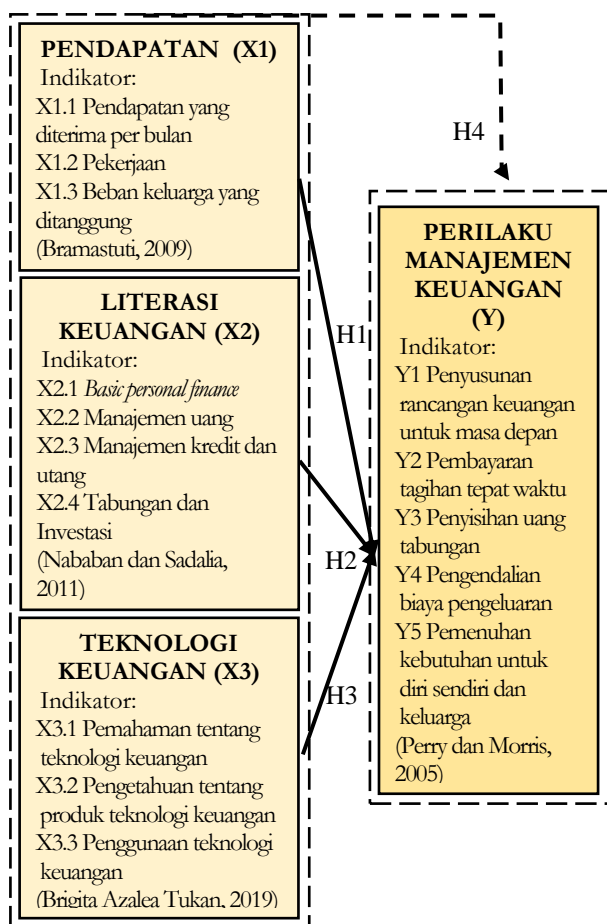 PENDAPATAN (X1)
Indikator:
X1.1 Pendapatan yang
diterima per bulan
X1.2 Pekerjaan
X1.3 Beban keluarga yang
ditanggung
(Bramastuti, 2009)
LITERASI
KEUANGAN (X2)
Indikator:
X2.1 Basic personal finance
X2.2 Manajemen uang
X2.3 Manajemen kredit dan
utang
X2.4 Tabungan dan
Investasi
(Nababan dan Sadalia,
2011)
TEKNOLOGI
KEUANGAN (X3)
Indikator:
X3.1 Pemahaman tentang
teknologi keuangan
X3.2 Pengetahuan tentang
produk teknologi keuangan
X3.3 Penggunaan teknologi
keuangan
(Brigita Azalea Tukan, 2019)
H1
H2
H3
H4
PERILAKU
MANAJEMEN
KEUANGAN
(Y)
Indikator:
Y1 Penyusunan
rancangan keuangan
untuk masa depan
Y2 Pembayaran
tagihan tepat waktu
Y3 Penyisihan uang
tabungan
Y4 Pengendalian
biaya pengeluaran
Y5 Pemenuhan
kebutuhan untuk
diri sendiri dan
keluarga
(Perry dan Morris,
2005)